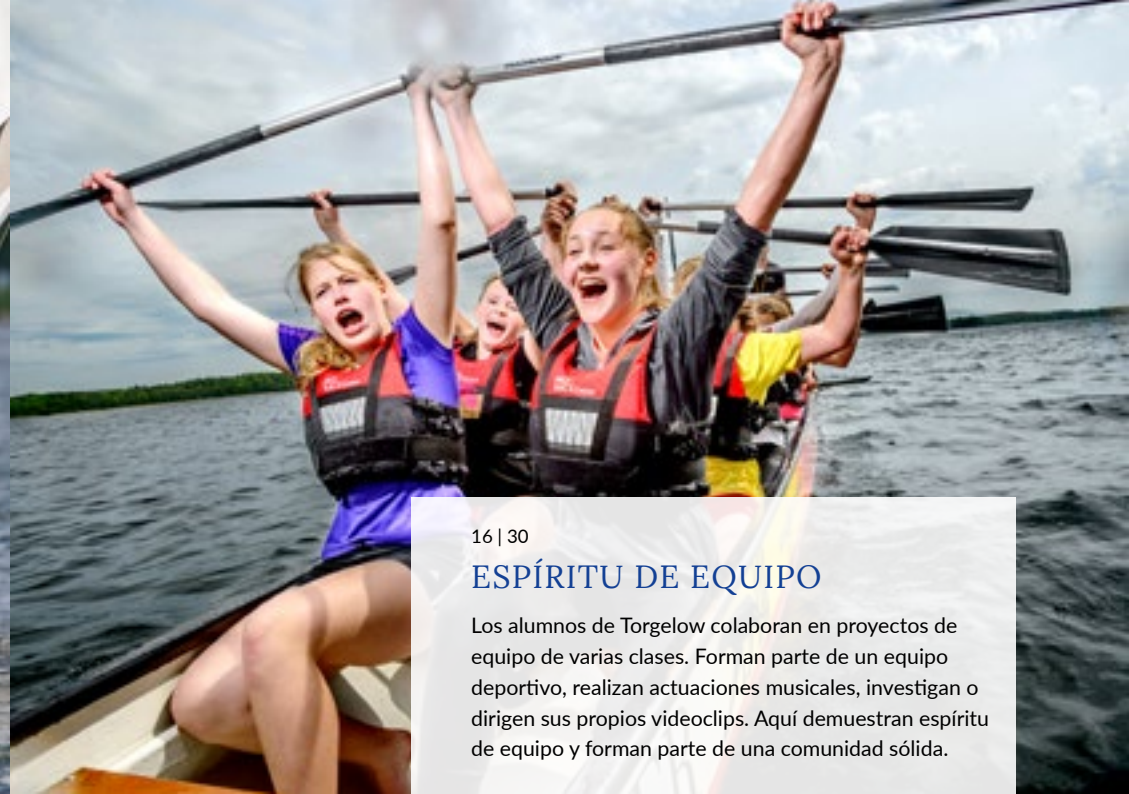 16 | 30
ESPÍRITU DE EQUIPO
Los alumnos de Torgelow colaboran en proyectos de
equipo de varias clases. Forman parte de un equipo
deportivo, realizan actuaciones musicales, investigan o
dirigen sus propios videoclips. Aquí demuestran espíritu
de equipo y forman parte de una comunidad sólida.